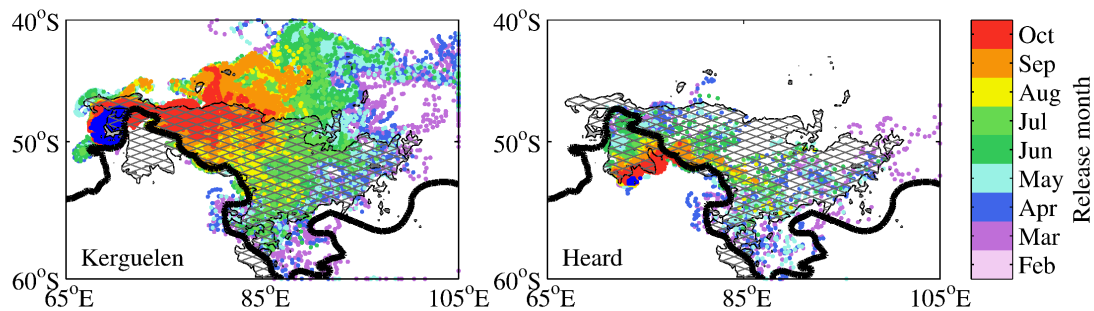 40°S
50°S
60°S
65°E
85°E
105°E
Kerguelen
40°S
50°S
60°S
65°E
85°E
105°E
Heard
Oct
Sep
Aug
Jul
Jun
May
Apr
Mar
Feb
Release month